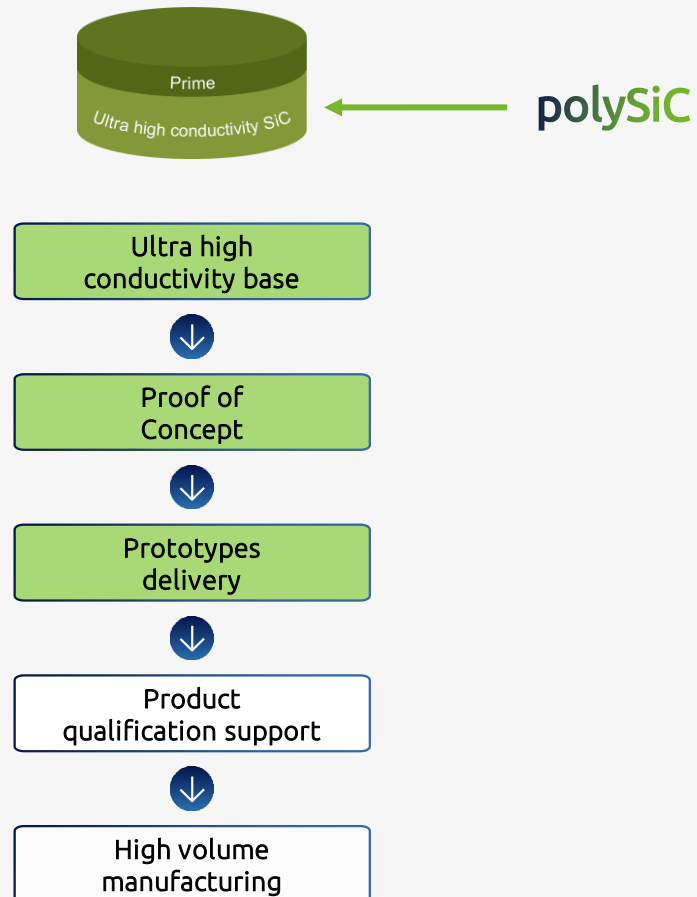 Prime
Ultra high conductivity SiC
polySiC
Ultra high
conductivity base
Proof of
Concept
Prototypes
delivery
Product
qualification support
High volume
manufacturing